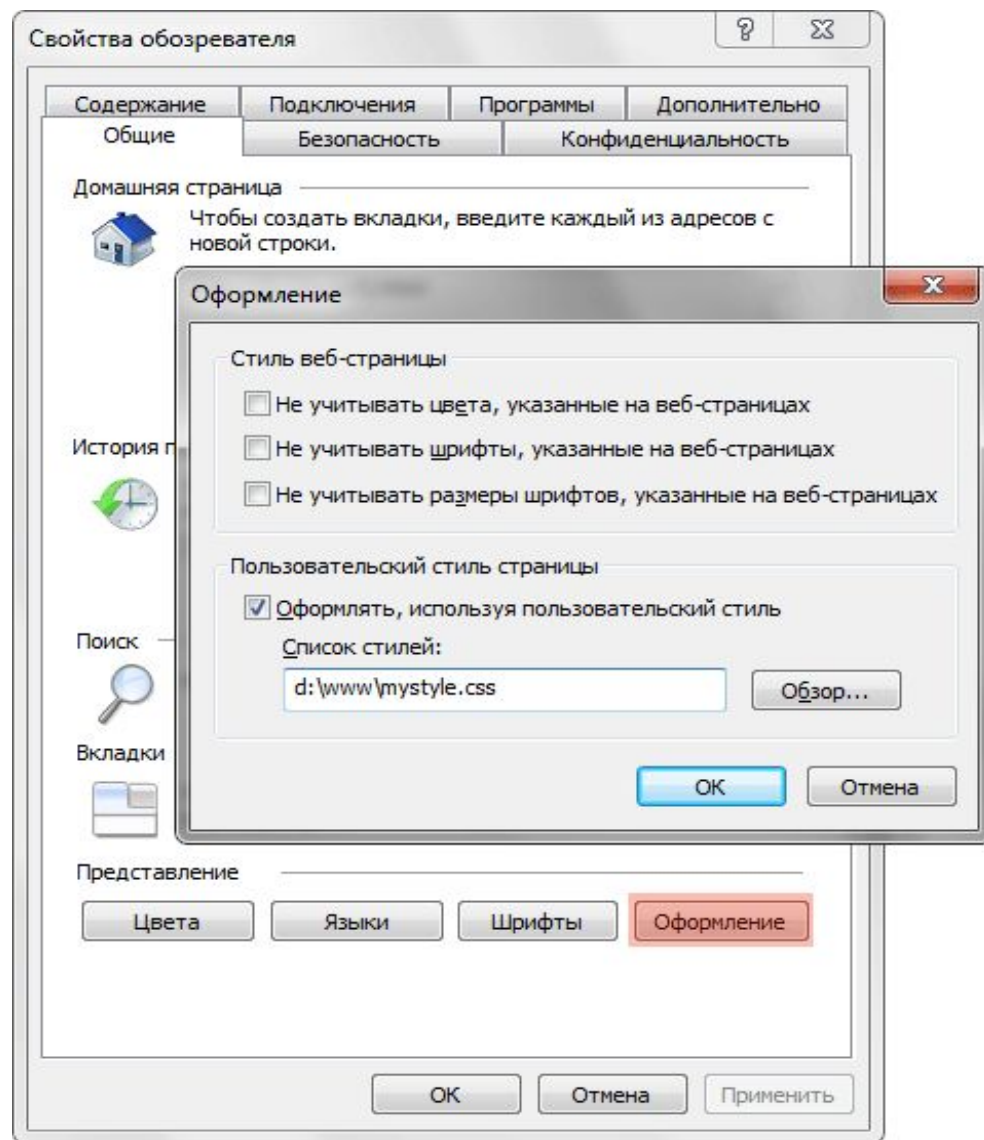 Свойства обозревателя
Содержание Подключения Программы Дополнительно
Общие Безопасность Конфиденциальность
Домашняя страница
Чтобы создать вкладки, введите каждый из адресов с
новой строки.
Оформление
Стиль веб-страницы
Не учитывать цвета, указанные на веб-страницах
Не учитывать шрифты, указанные на веб-страницах
Не учитывать размеры шрифтов, указанные на веб-страницах
Пользовательский стиль страницы
Оформлять, используя пользовательский стиль
Список стилей:
d:\www\mystyle.css Обзор...
ОК Отмена
История п
Поиск
Вкладки
Представление
Цвета Языки Шрифты Оформление
ОК Отмена Применить